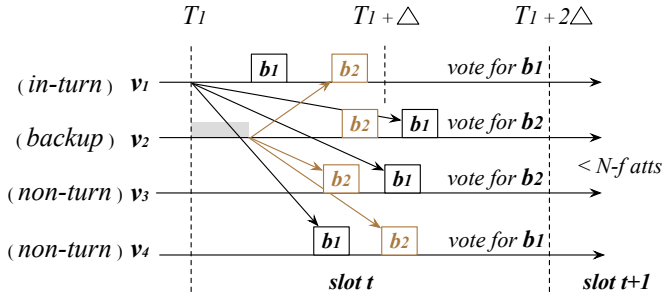 T1 T1 + △ T1 + 2△
(in-turn) v1 b1 b2 vote for b1
(backup) v2 b2 b1 vote for b2
< N-f atts
(non-turn) v3 b2 b1 vote for b2
(non-turn) v4 b1 b2 vote for b1
slot t slot t+1